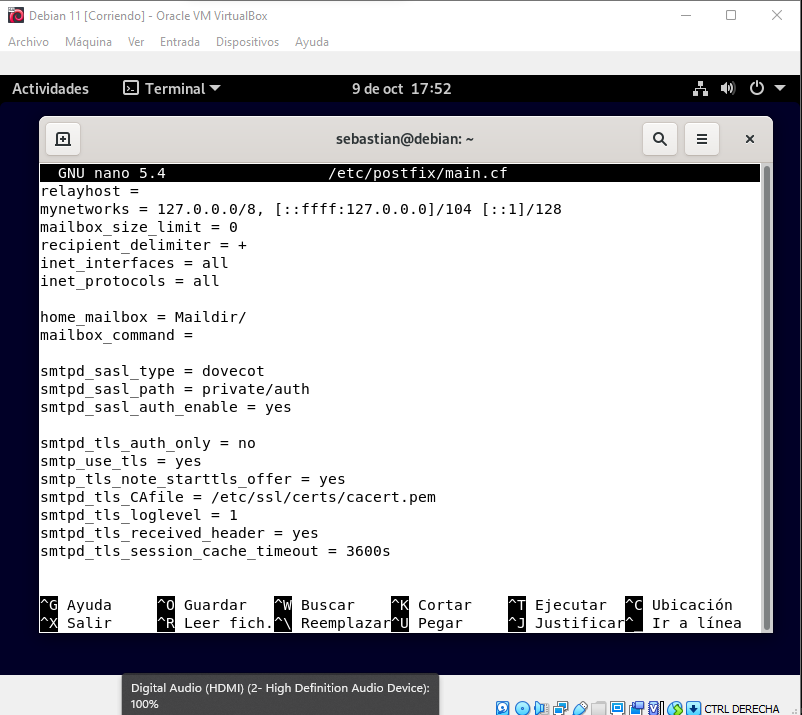 Debian 11 [Corriendo] - Oracle VM VirtualBox
Archivo Máquina Ver Entrada Dispositivos Ayuda
Actividades Terminal 9 de oct 17:52
sebastian@debian: ~
GNU nano 5.4 /etc/postfix/main.cf
relayhost =
mynetworks = 127.0.0.0/8, [::ffff:127.0.0.0]/104 [::1]/128
mailbox_size_limit = 0
recipient_delimiter = +
inet_interfaces = all
inet_protocols = all
home_mailbox = Maildir/
mailbox_command =
smtpd_sasl_type = dovecot
smtpd_sasl_path = private/auth
smtpd_sasl_auth_enable = yes
smtpd_tls_auth_only = no
smtp_use_tls = yes
smtp_tls_note_starttls_offer = yes
smtpd_tls_CAfile = /etc/ssl/certs/cacert.pem
smtpd_tls_loglevel = 1
smtpd_tls_received_header = yes
smtpd_tls_session_cache_timeout = 3600s
^G Ayuda ^O Guardar ^W Buscar ^K Cortar ^T Ejecutar ^C Ubicación
^X Salir ^R Leer fich. ^\ Reemplazar ^U Pegar ^J Justificar ^_ Ir a línea
Digital Audio (HDMI) (2- High Definition Audio Device):
100%
CTRL DERECHA